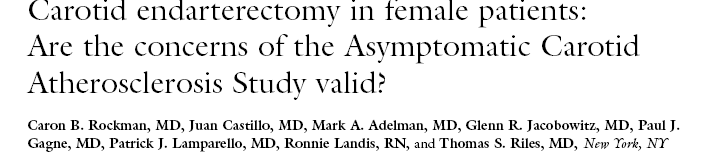 Carotid endarterectomy in female patients:
Are the concerns of the Asymptomatic Carotid
Atherosclerosis Study valid?
Caron B. Rockman, MD, Juan Castillo, MD, Mark A. Adelman, MD, Glenn R. Jacobowitz, MD, Paul J.
Gagne, MD, Patrick J. Lamparello, MD, Ronnie Landis, RN, and Thomas S. Riles, MD, New York, NY